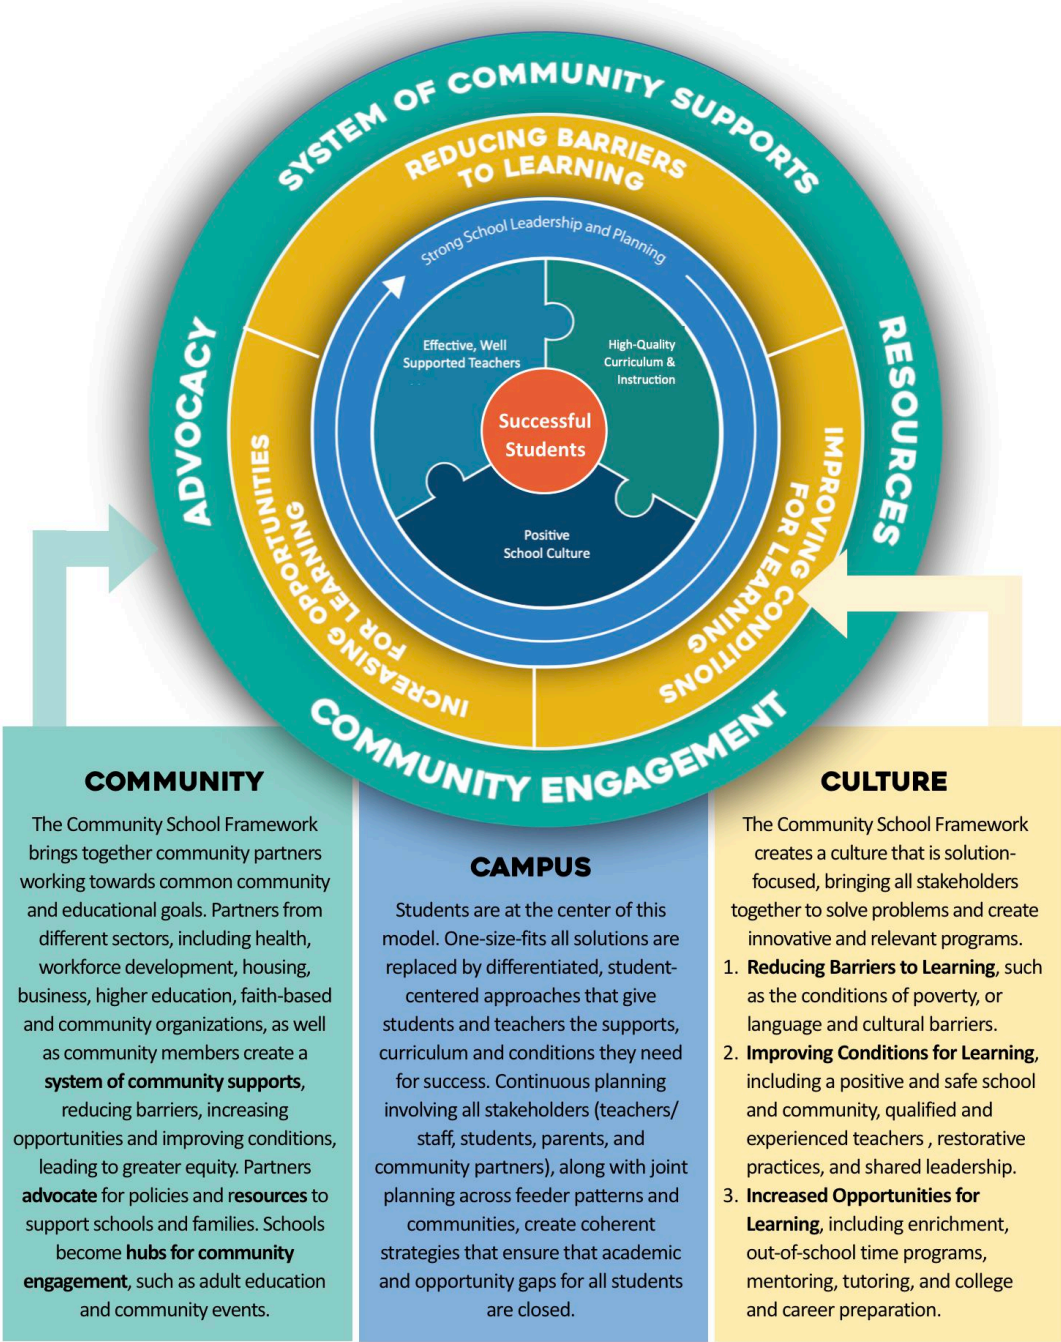 SYSTEM OF COMMUNITY SUPPORTS
REDUCING BARRIERS
TO LEARNING
Strong School Leadership and Planning
ADVOCACY
RESOURCES
Effective, Well
Supported Teachers
High-Quality
Curriculum &
Instruction
Successful
Students
Positive
School Culture
INCREASING OPPORTUNITIES
FOR LEARNING
IMPROVING CONDITIONS
FOR LEARNING
COMMUNITY ENGAGEMENT
COMMUNITY
The Community School Framework
brings together community partners
working towards common community
and educational goals. Partners from
different sectors, including health,
workforce development, housing,
business, higher education, faith-based
and community organizations, as well
as community members create a
system of community supports,
reducing barriers, increasing
opportunities and improving conditions,
leading to greater equity. Partners
advocate for policies and resources to
support schools and families. Schools
become hubs for community
engagement, such as adult education
and community events.
CAMPUS
Students are at the center of this
model. One-size-fits all solutions are
replaced by differentiated, student-
centered approaches that give
students and teachers the supports,
curriculum and conditions they need
for success. Continuous planning
involving all stakeholders (teachers/
staff, students, parents, and
community partners), along with joint
planning across feeder patterns and
communities, create coherent
strategies that ensure that academic
and opportunity gaps for all students
are closed.
CULTURE
The Community School Framework
creates a culture that is solution-
focused, bringing all stakeholders
together to solve problems and create
innovative and relevant programs.
1. Reducing Barriers to Learning, such
as the conditions of poverty, or
language and cultural barriers.
2. Improving Conditions for Learning,
including a positive and safe school
and community, qualified and
experienced teachers , restorative
practices, and shared leadership.
3. Increased Opportunities for
Learning, including enrichment,
out-of-school time programs,
mentoring, tutoring, and college
and career preparation.